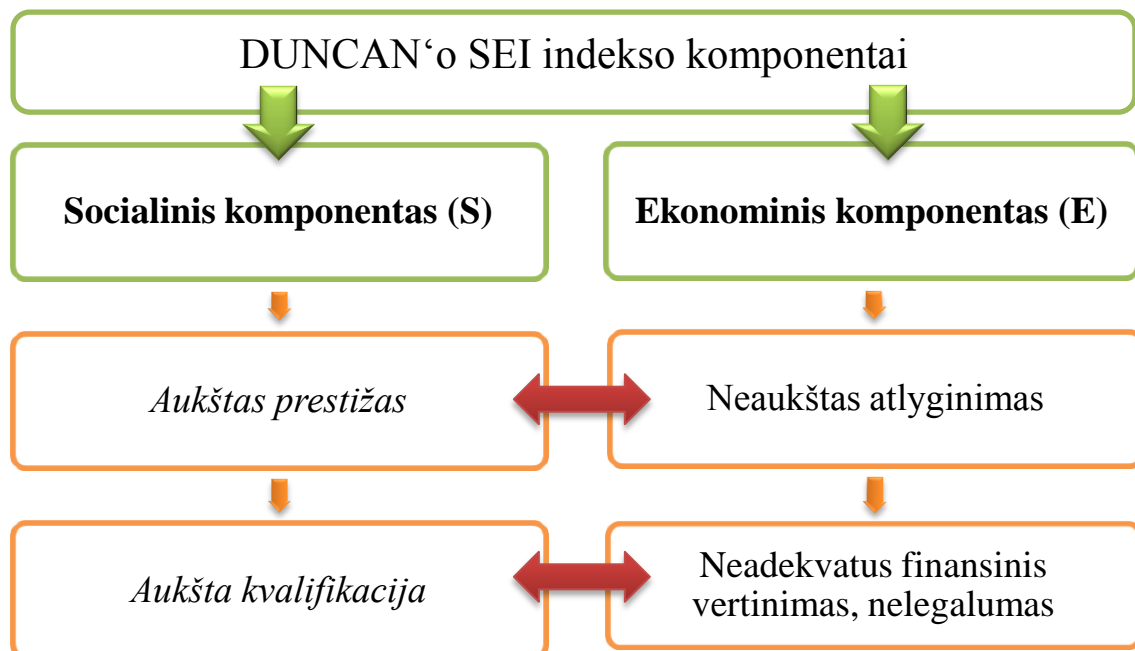 DUNCAN‘o SEI indekso komponentai
Socialinis komponentas (S)
Ekonominis komponentas (E)
Aukštas prestižas
Neaukštas atlyginimas
Aukšta kvalifikacija
Neadekvatus finansinis
vertinimas, nelegalumas